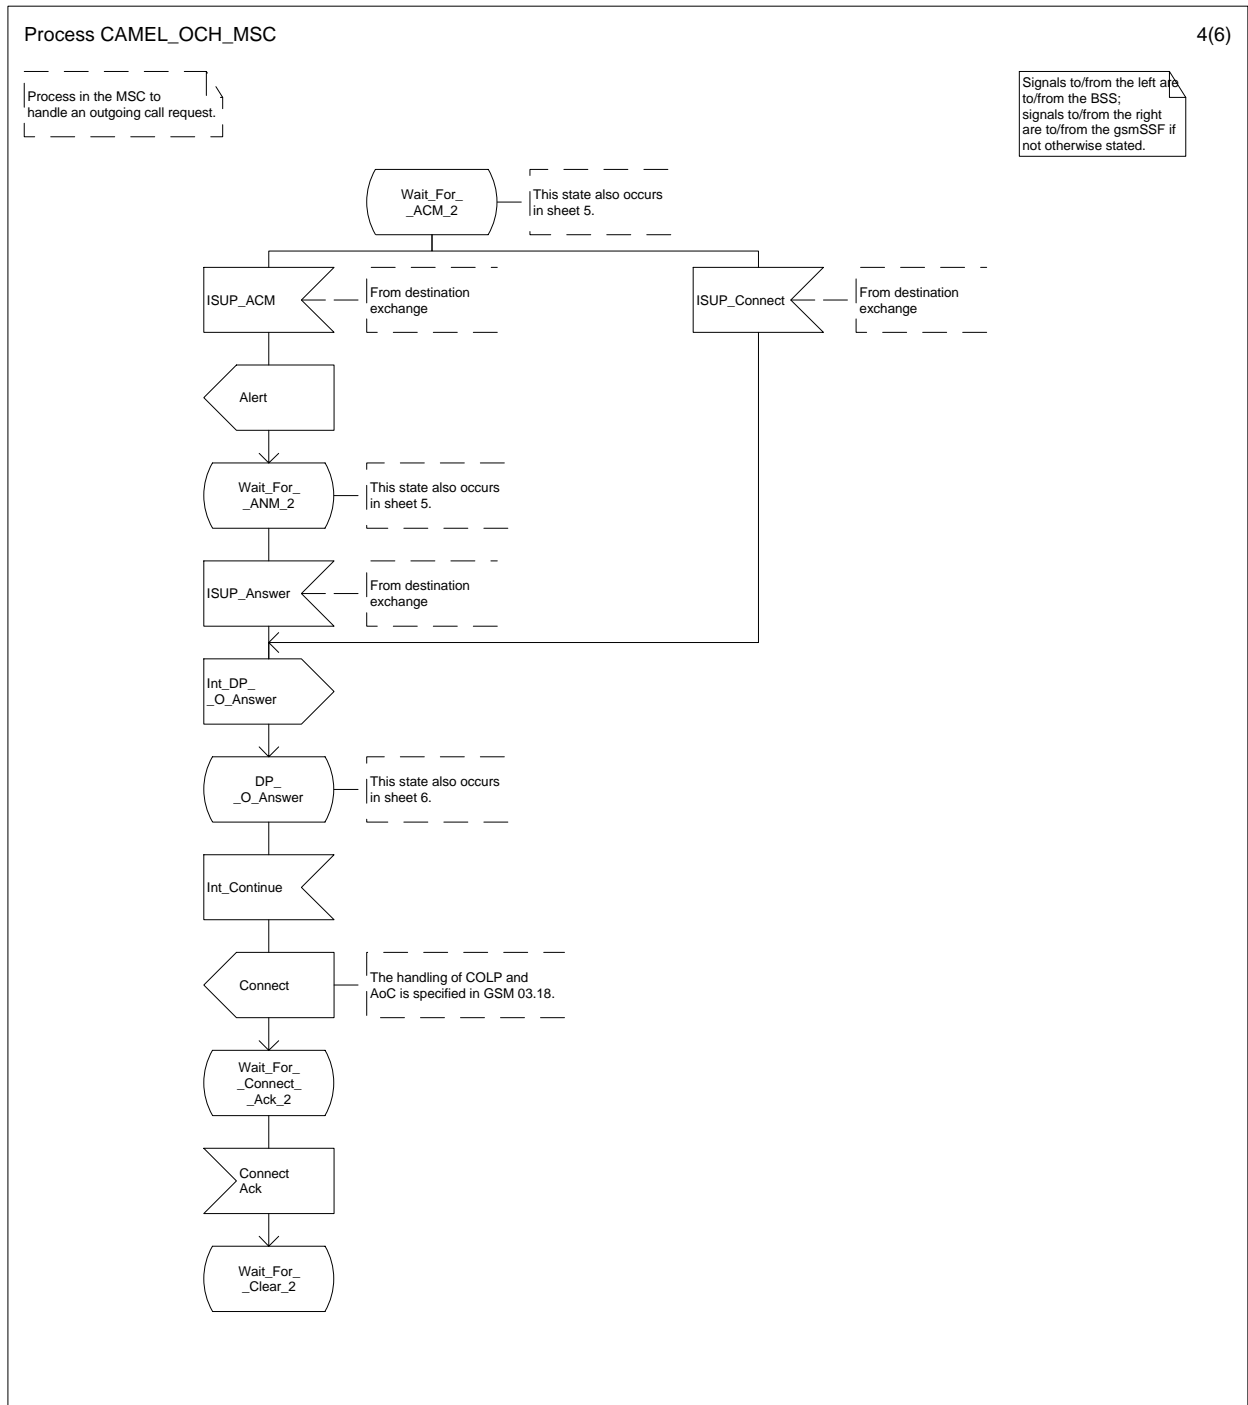 Process CAMEL_OCH_MSC
4(6)
Process in the MSC to
handle an outgoing call request.
Signals to/from the left are
to/from the BSS;
signals to/from the right
are to/from the gsmSSF if
not otherwise stated.
Wait_For_
_ACM_2
This state also occurs
in sheet 5.
ISUP_ACM
From destination
exchange
ISUP_Connect
From destination
exchange
Alert
Wait_For_
_ANM_2
This state also occurs
in sheet 5.
ISUP_Answer
From destination
exchange
Int_DP_
_O_Answer
DP_
_O_Answer
This state also occurs
in sheet 6.
Int_Continue
Connect
The handling of COLP and
AoC is specified in GSM 03.18.
Wait_For_
_Connect_
_Ack_2
Connect
Ack
Wait_For_
_Clear_2